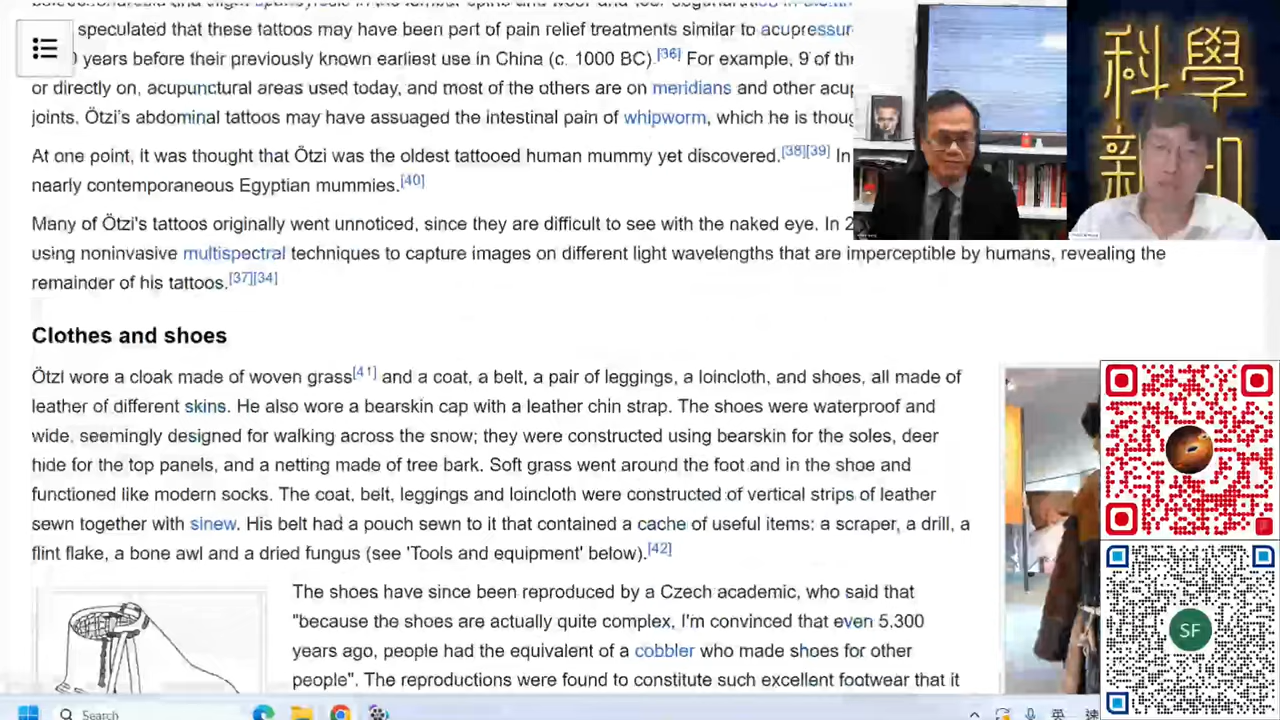 speculated that these tattoos may have been part of pain relief treatments similar to acupressur
years before their previously known earliest use in China (c. 1000 BC).[36] For example, 9 of th
or directly on, acupunctural areas used today, and most of the others are on meridians and other acup
joints. Ötzi's abdominal tattoos may have assuaged the intestinal pain of whipworm, which he is thoug
At one point, it was thought that Ötzi was the oldest tattooed human mummy yet discovered.[38][39] In
nearly contemporaneous Egyptian mummies.[40]
Many of Ötzi's tattoos originally went unnoticed, since they are difficult to see with the naked eye. In 2
using noninvasive multispectral techniques to capture images on different light wavelengths that are imperceptible by humans, revealing the
remainder of his tattoos.[37][34]
Clothes and shoes
Ötzi wore a cloak made of woven grass[41] and a coat, a belt, a pair of leggings, a loincloth, and shoes, all made of
leather of different skins. He also wore a bearskin cap with a leather chin strap. The shoes were waterproof and
wide, seemingly designed for walking across the snow; they were constructed using bearskin for the soles, deer
hide for the top panels, and a netting made of tree bark. Soft grass went around the foot and in the shoe and
functioned like modern socks. The coat, belt, leggings and loincloth were constructed of vertical strips of leather
sewn together with sinew. His belt had a pouch sewn to it that contained a cache of useful items: a scraper, a drill, a
flint flake, a bone awl and a dried fungus (see 'Tools and equipment' below).[42]
The shoes have since been reproduced by a Czech academic, who said that
"because the shoes are actually quite complex, I'm convinced that even 5,300
years ago, people had the equivalent of a cobbler who made shoes for other
people". The reproductions were found to constitute such excellent footwear that it
科學
新
SF
Search
英